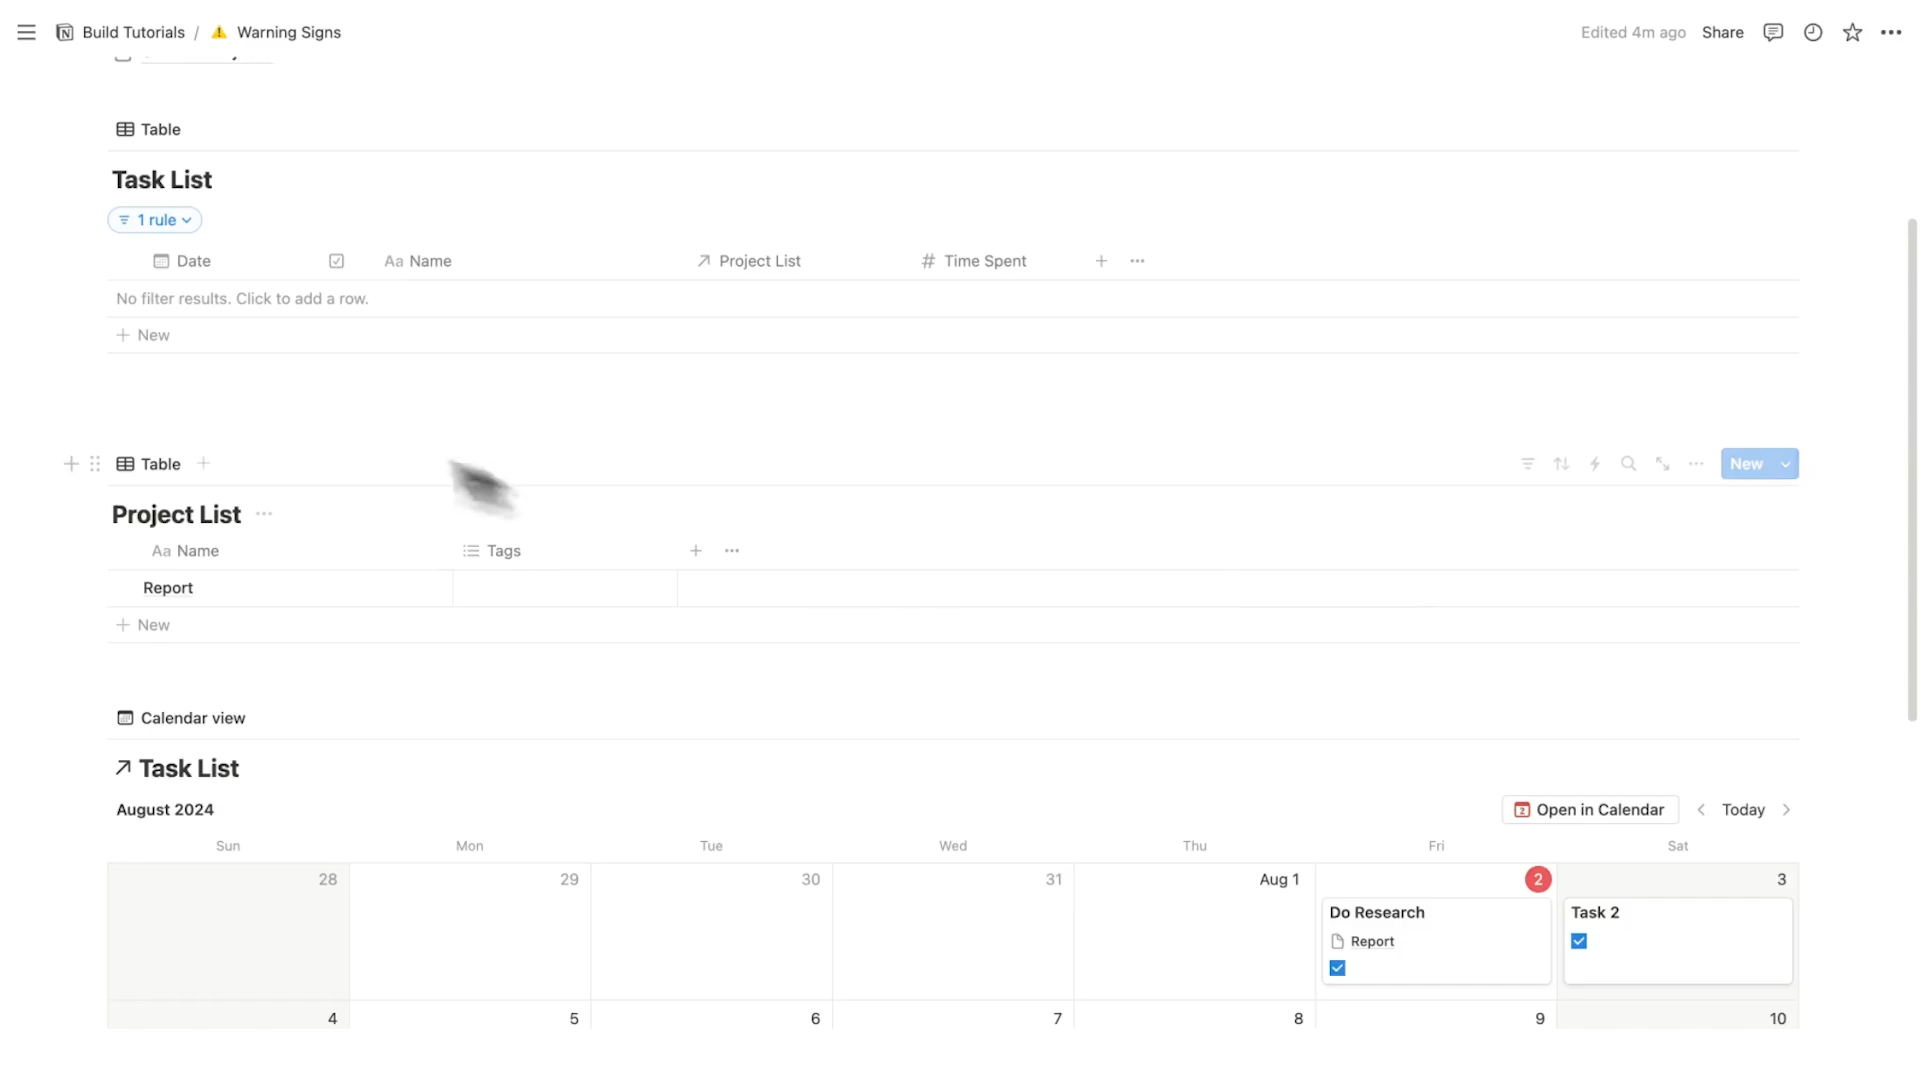 Build Tutorials / ⚠️ Warning Signs
Edited 4m ago Share
Table
Task List
1 rule
Date Aa Name Project List # Time Spent
No filter results. Click to add a row.
New
Table
New
Project List
Aa Name Tags
Report
New
Calendar view
Task List
August 2024
2 Open in Calendar Today
Sun Mon Tue Wed Thu Fri Sat
28 29 30 31 Aug 1 2 3
Do Research Task 2
Report
4 5 6 7 8 9 10